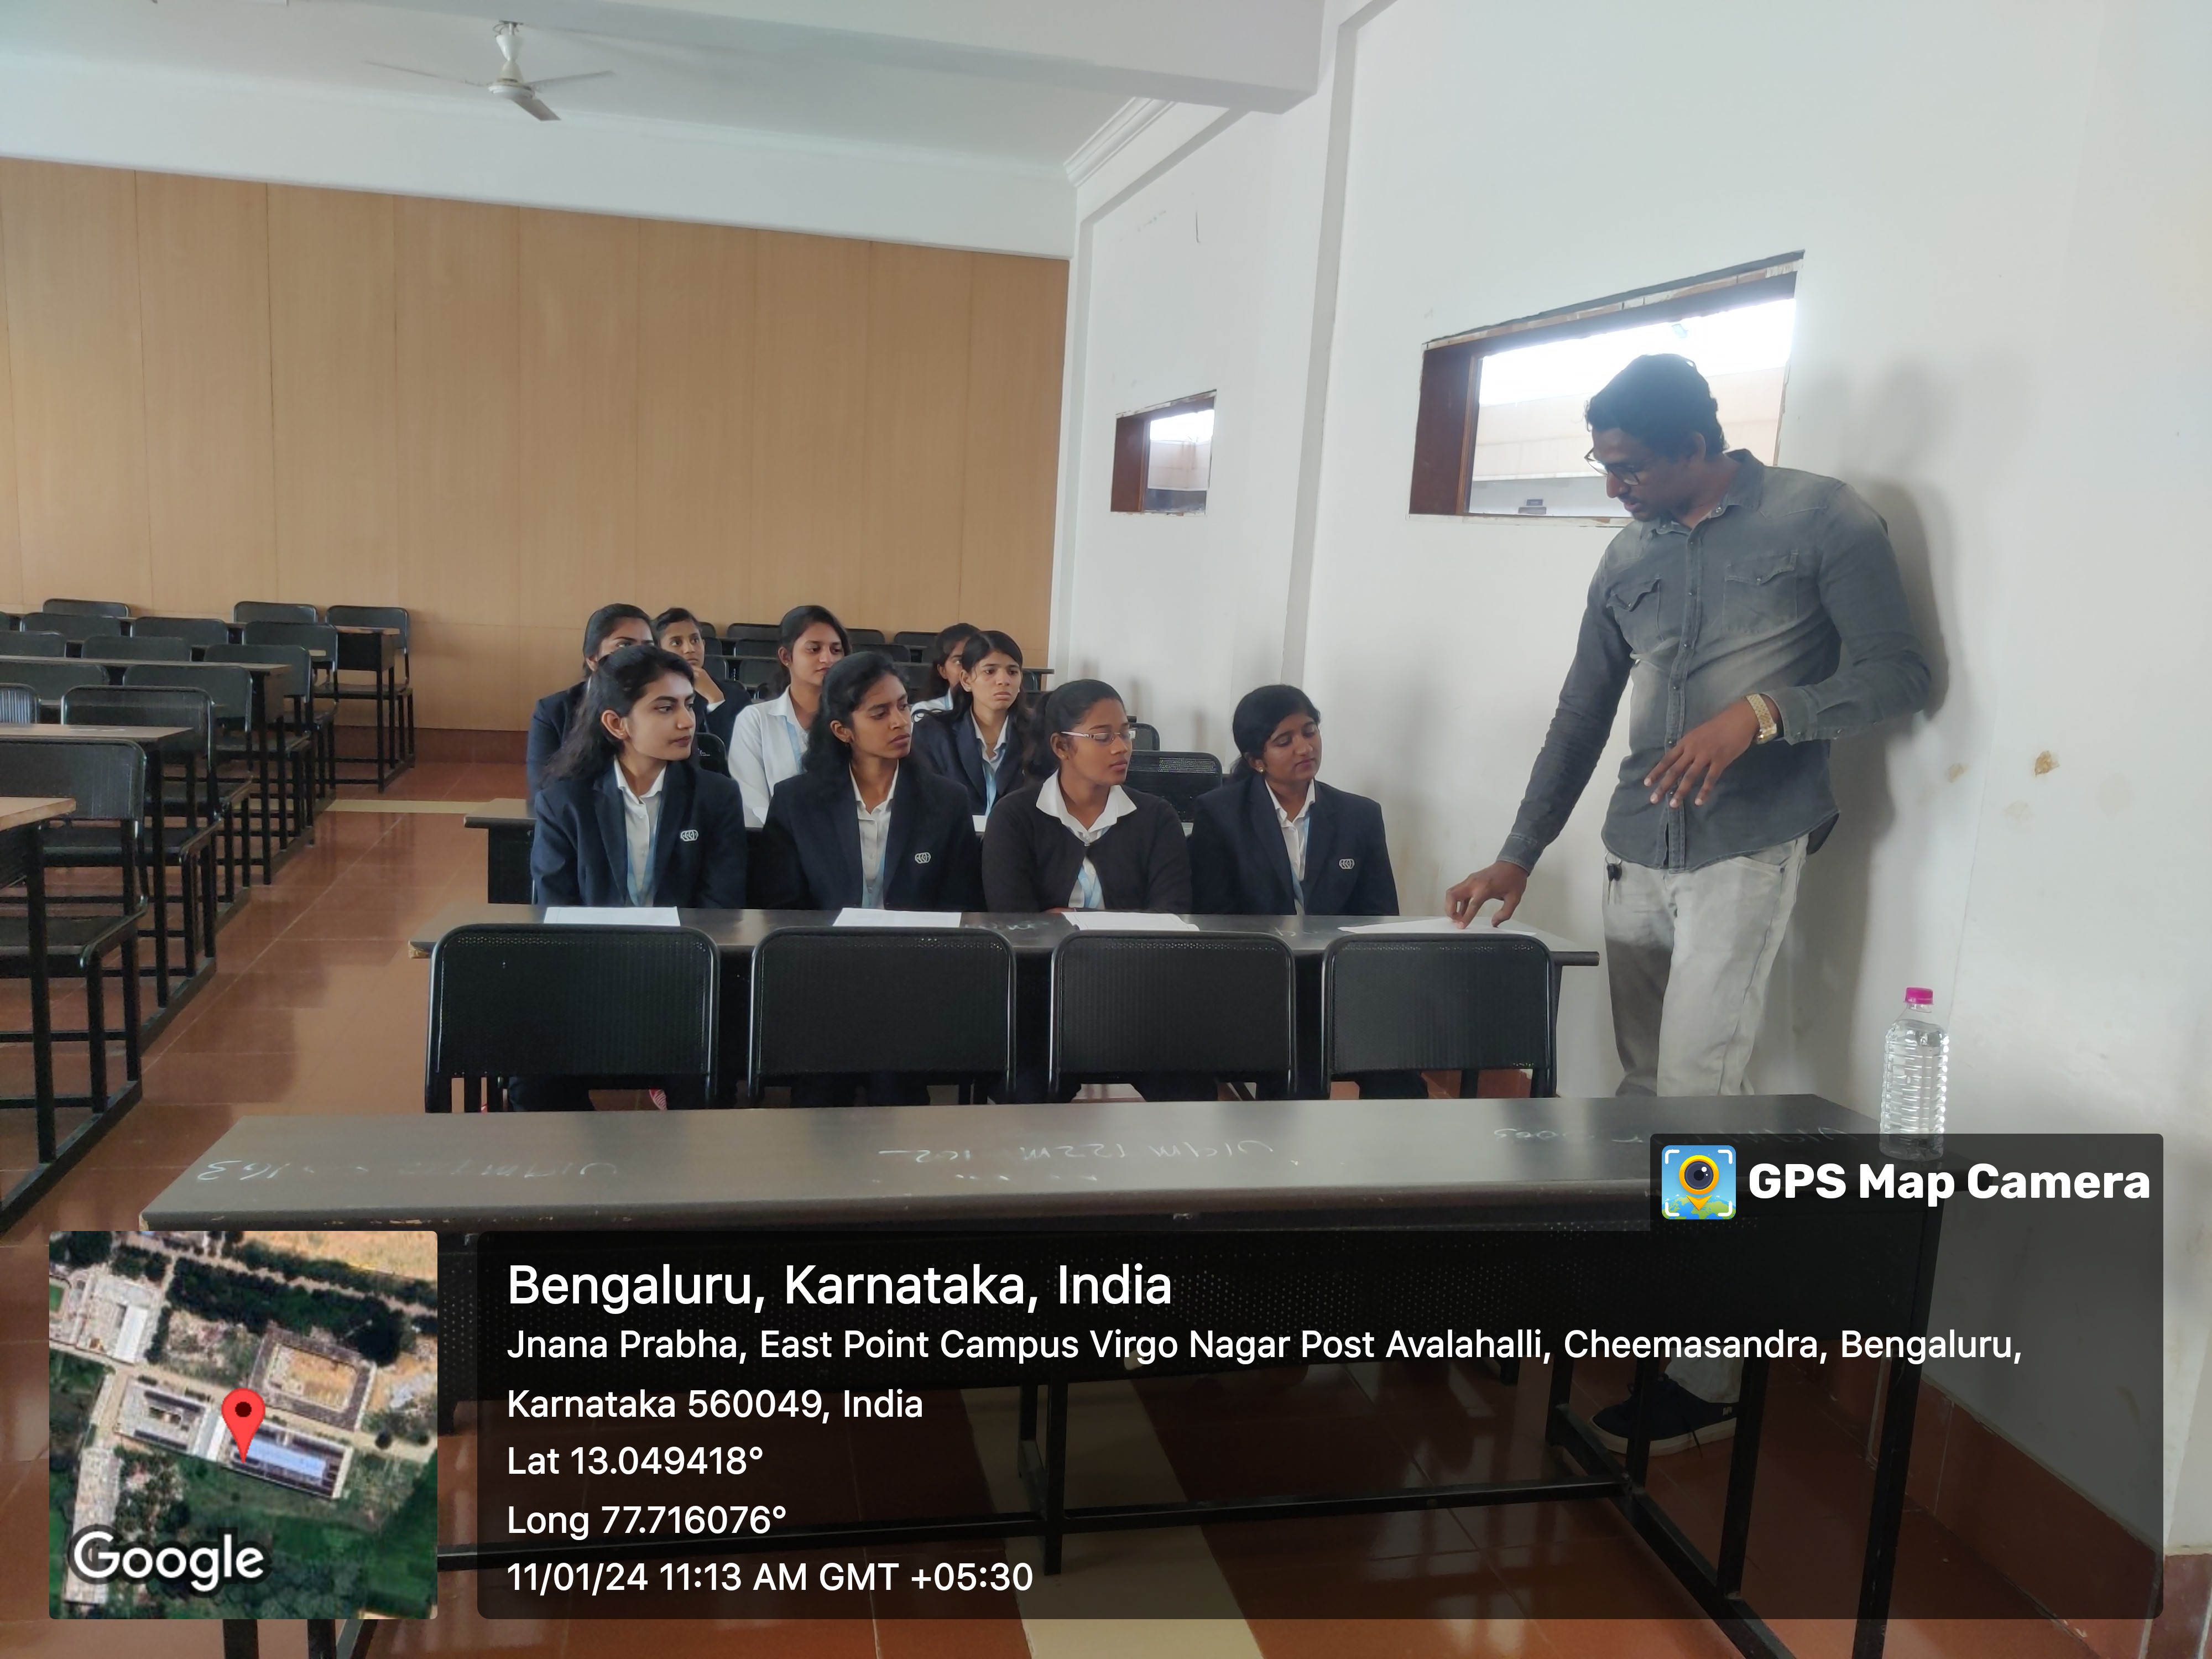 GPS Map Camera
Bengaluru, Karnataka, India
Jnana Prabha, East Point Campus Virgo Nagar Post Avalahalli, Cheemasandra, Bengaluru,
Karnataka 560049, India
Lat 13.049418°
Long 77.716076°
11/01/24 11:13 AM GMT +05:30
Google